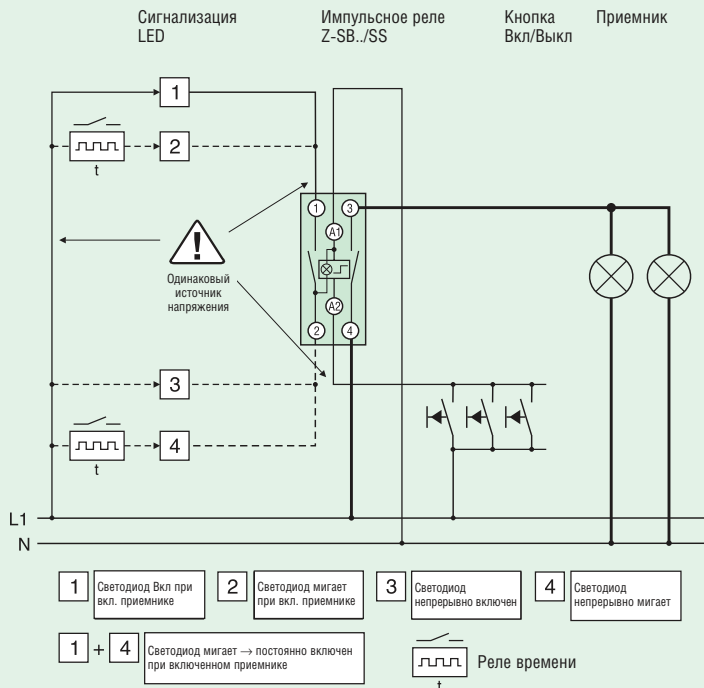 Сигнализация
LED
Импульсное реле
Z-SB../SS
Кнопка
Вкл/Выкл
Приемник
1
2
t
1
3
A1
A2
2
4
Одинаковый
источник
напряжения
3
4
t
L1
N
1
Светодиод Вкл при
вкл. приемнике
2
Светодиод мигает
при вкл. приемнике
3
Светодиод
непрерывно включен
4
Светодиод
непрерывно мигает
1 + 4
Светодиод мигает → постоянно включен
при включенном приемнике
Реле времени
t